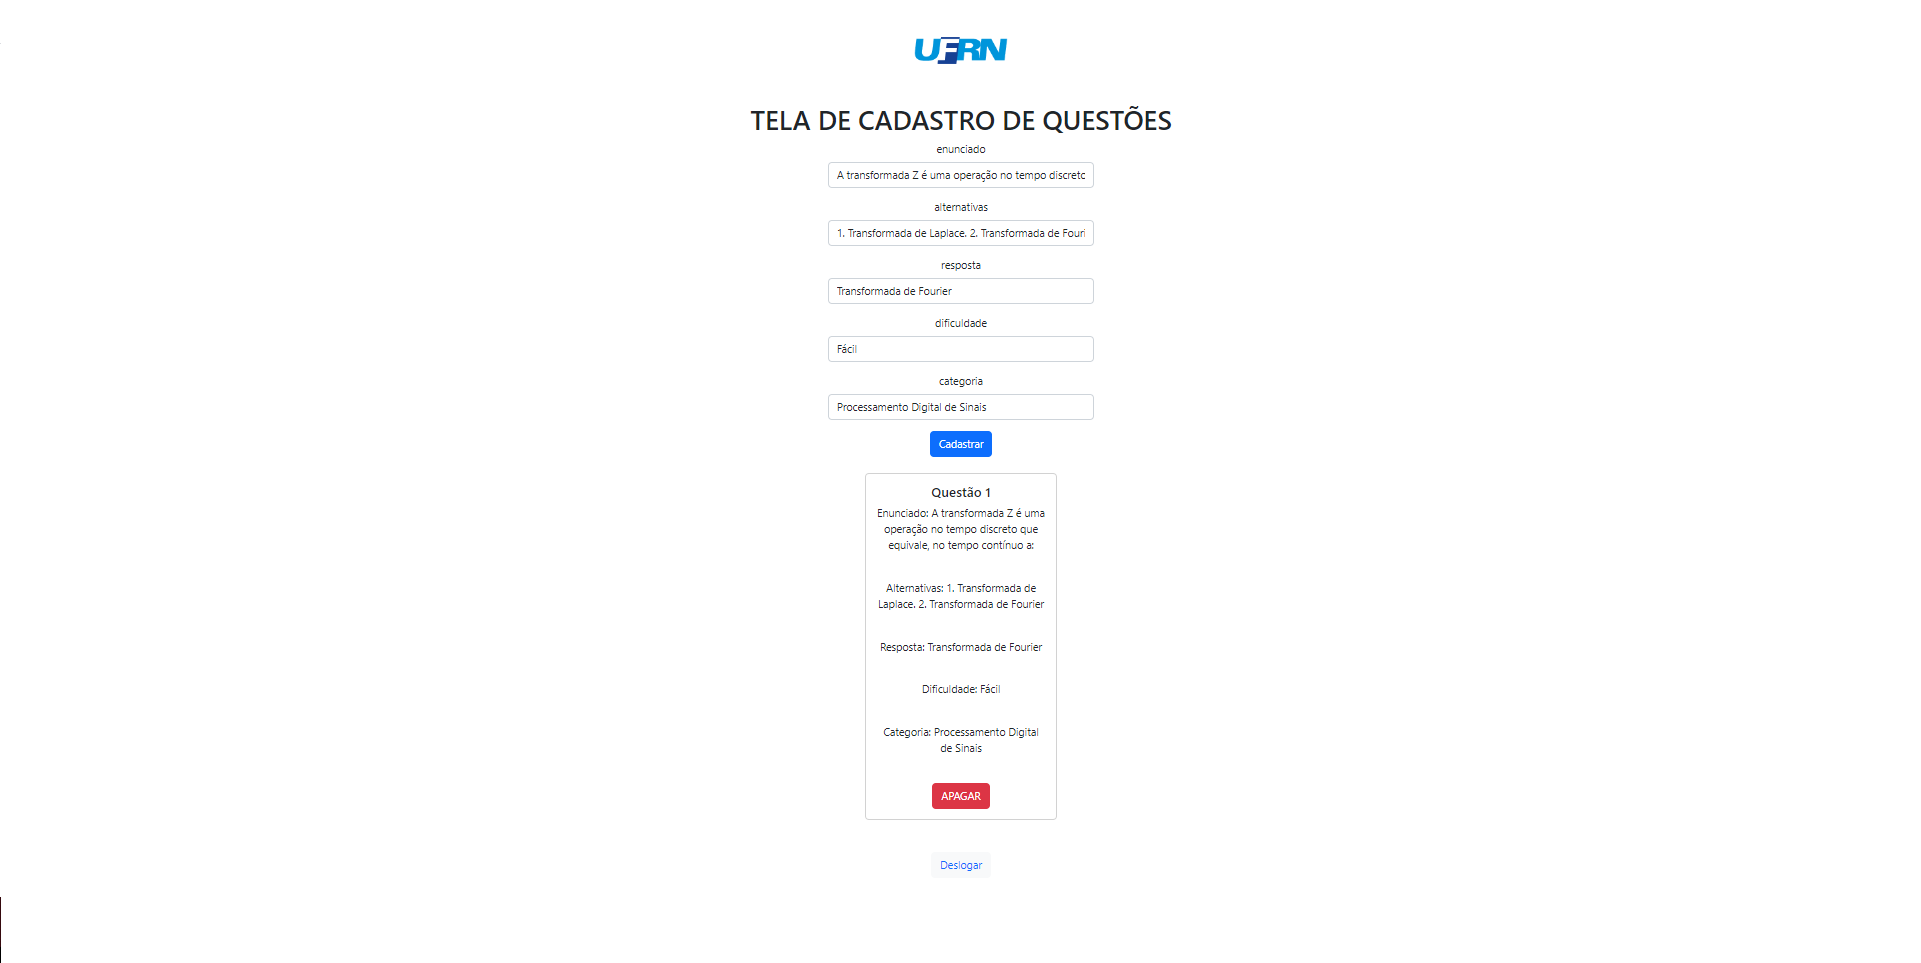 UFRN
TELA DE CADASTRO DE QUESTÕES
enunciado
A transformada Z é uma operação no tempo discreto
alternativas
1. Transformada de Laplace. 2. Transformada de Fouri
resposta
Transformada de Fourier
dificuldade
Fácil
categoria
Processamento Digital de Sinais
Cadastrar
Questão 1
Enunciado: A transformada Z é uma
operação no tempo discreto que
equivale, no tempo contínuo a:
Alternativas: 1. Transformada de
Laplace. 2. Transformada de Fourier
Resposta: Transformada de Fourier
Dificuldade: Fácil
Categoria: Processamento Digital
de Sinais
APAGAR
Deslogar